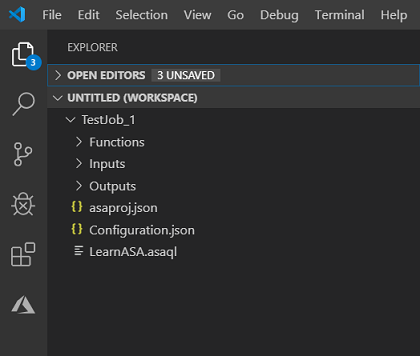 File Edit Selection View Go Debug Terminal Help
EXPLORER
3
OPEN EDITORS 3 UNSAVED
UNTITLED (WORKSPACE)
TestJob_1
Functions
Inputs
Outputs
{} asaproj.json
{} Configuration.json
LearnASA.asaql